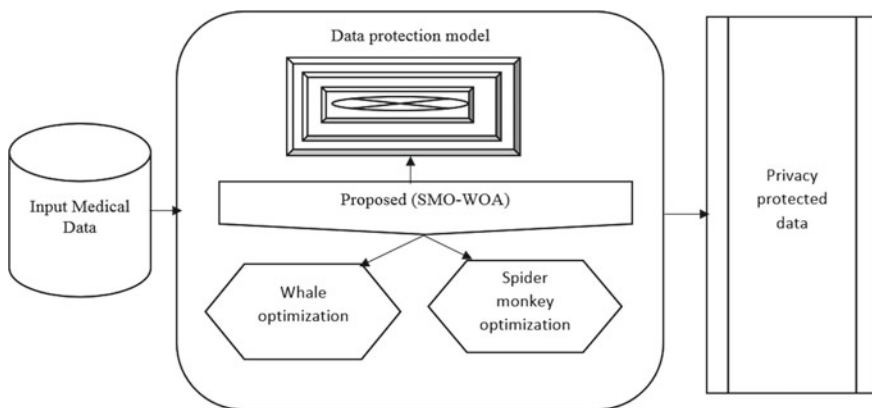 Data protection model
Input Medical
Data
Proposed (SMO-WOA)
Whale
optimization
Spider
monkey
optimization
Privacy
protected
data